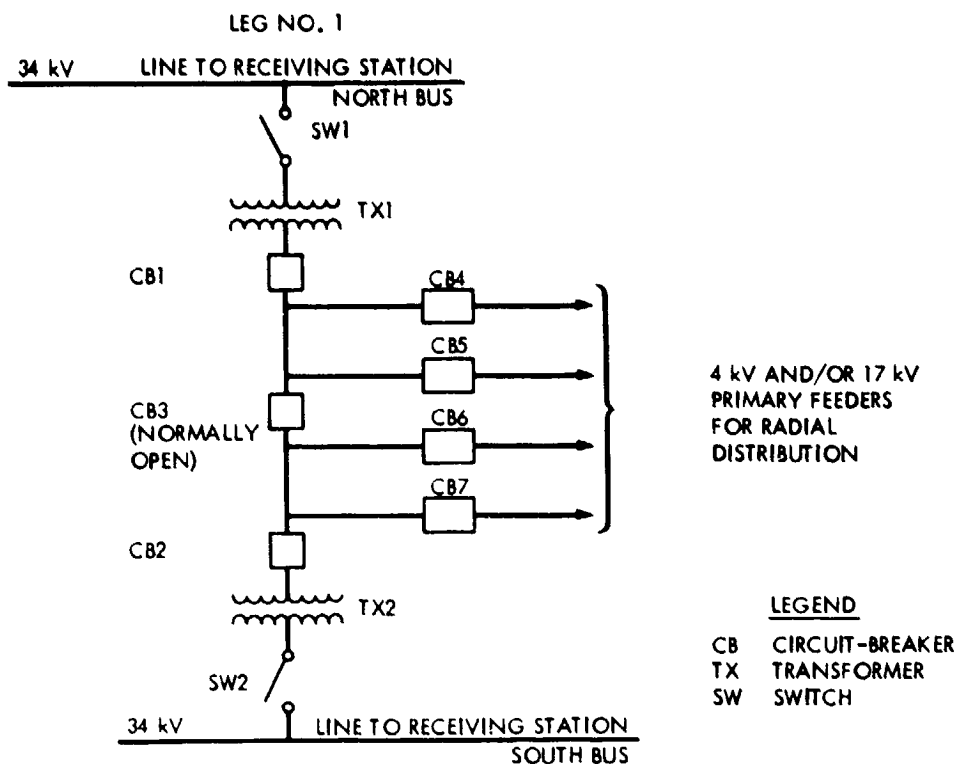 LEG NO. 1
34 kV LINE TO RECEIVING STATION
NORTH BUS
SW1
TX1
CB1
CB4
CB5
CB3
(NORMALLY
OPEN)
CB6
CB7
CB2
4 kV AND/OR 17 kV
PRIMARY FEEDERS
FOR RADIAL
DISTRIBUTION
TX2
SW2
34 kV LINE TO RECEIVING STATION
SOUTH BUS
LEGEND
CB CIRCUIT-BREAKER
TX TRANSFORMER
SW SWITCH